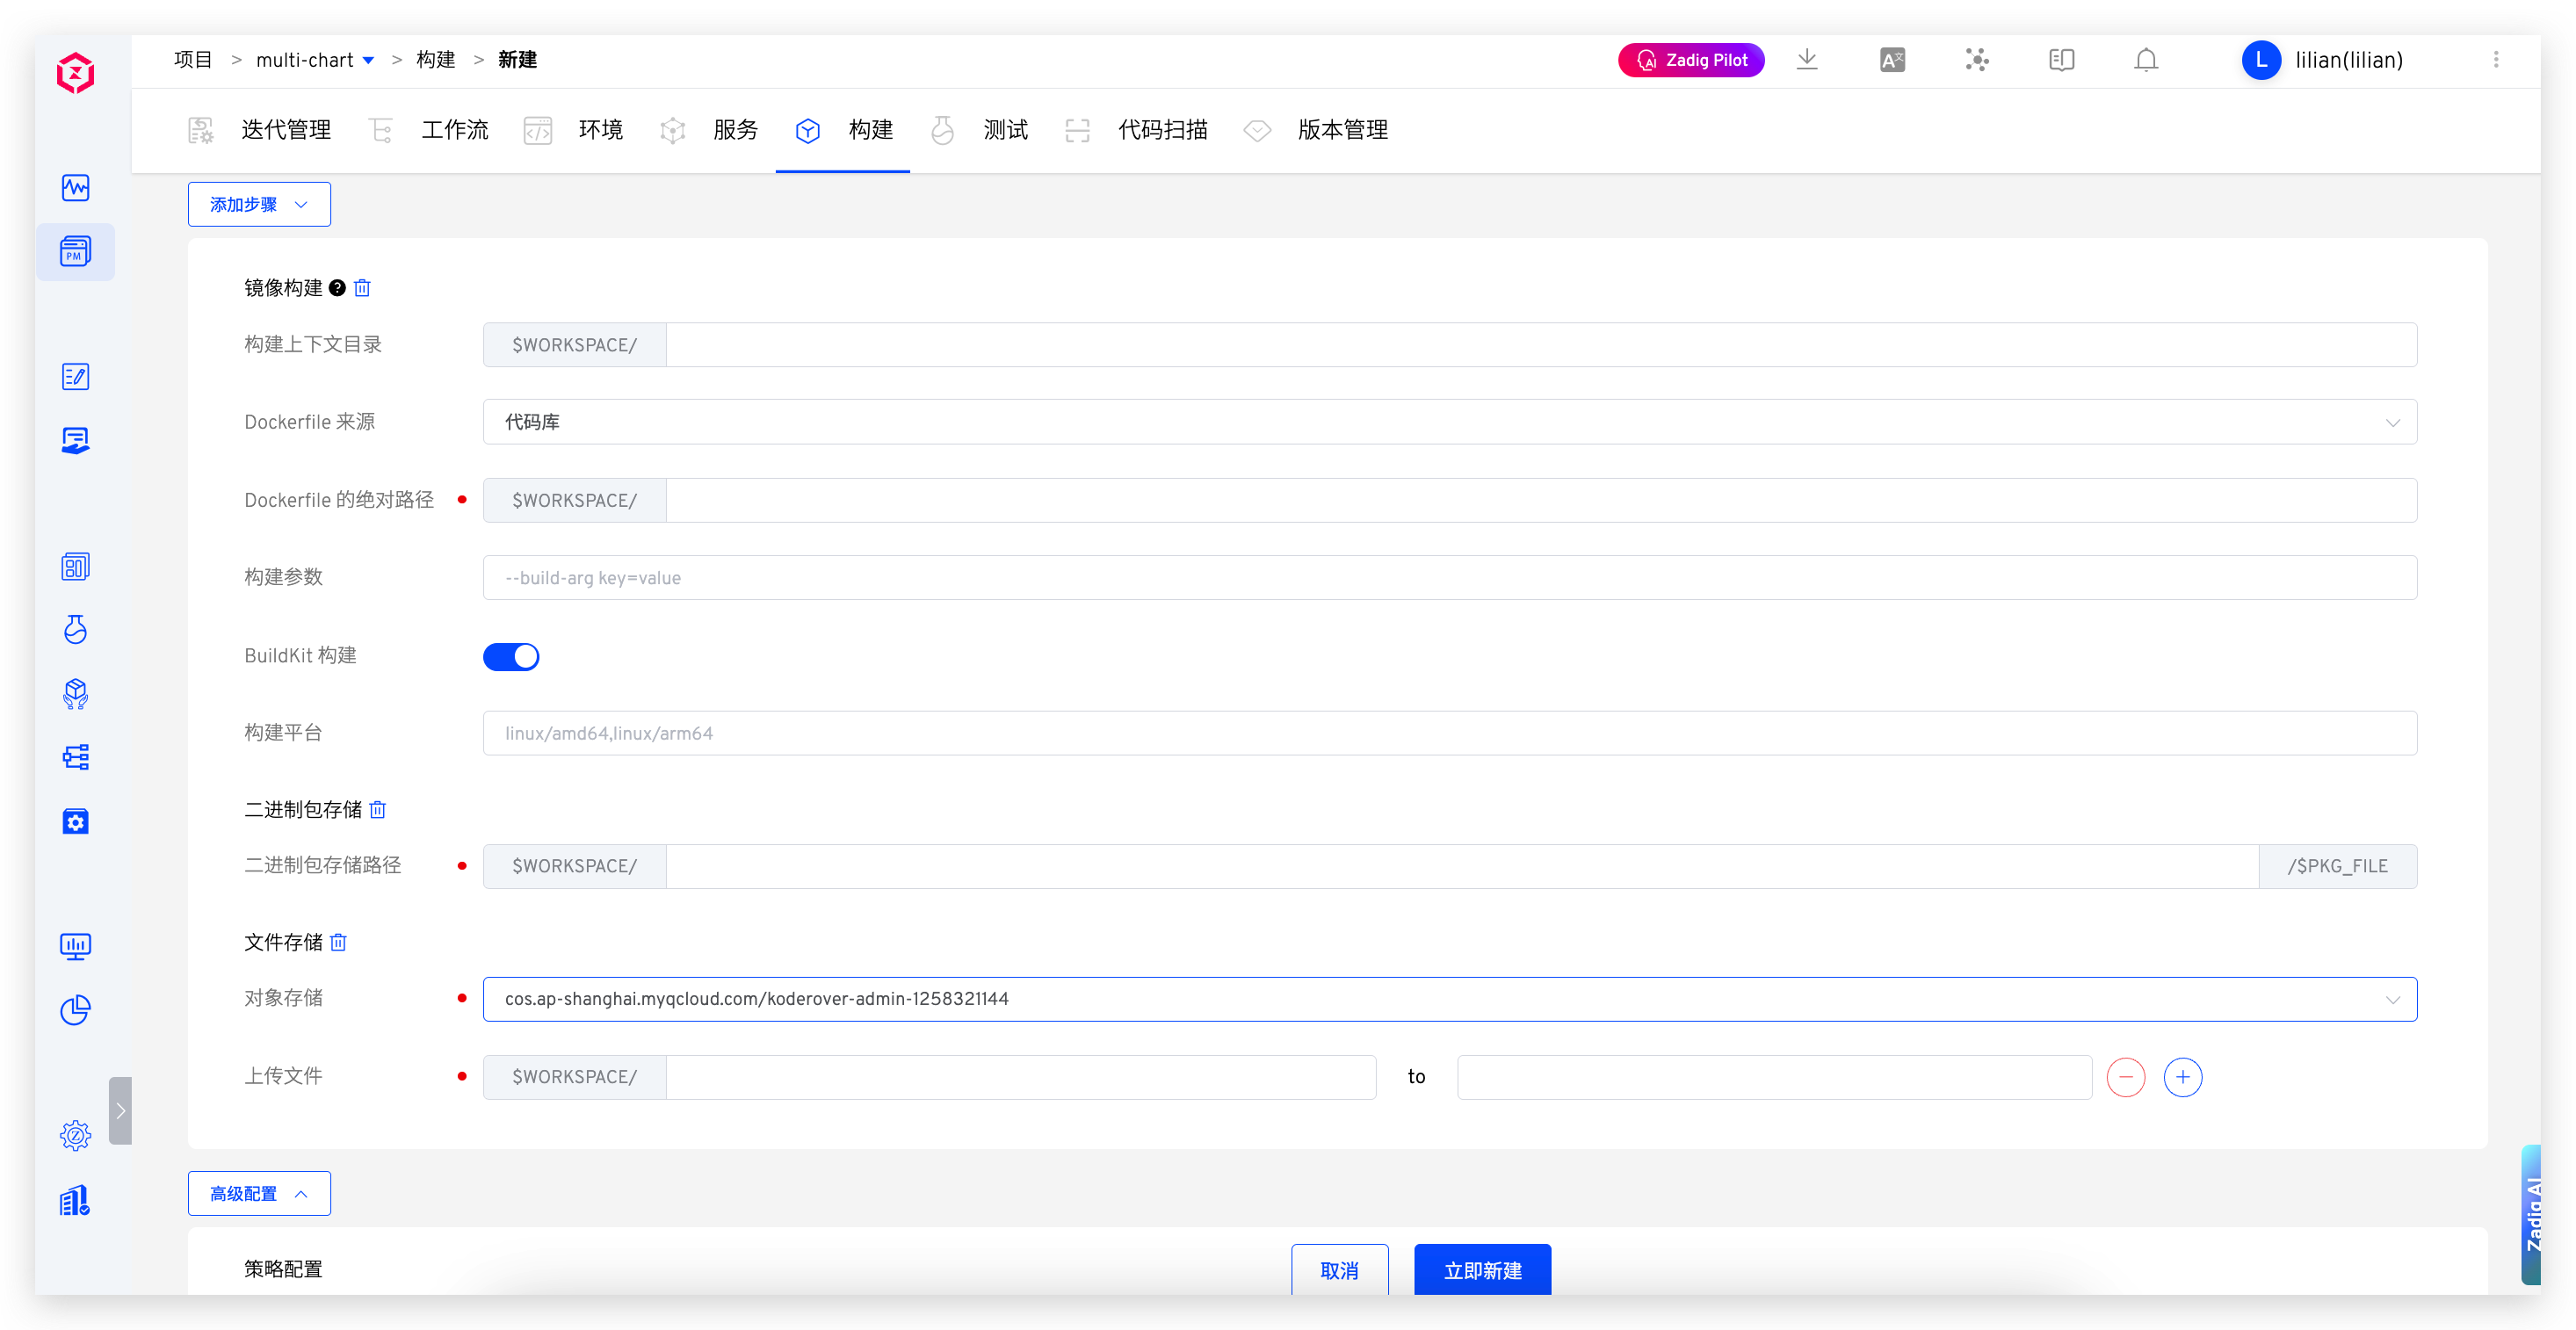 项目 > multi-chart > 构建 > 新建
Zadig Pilot
L lilian(lilian)
迭代管理 工作流 环境 服务 构建 测试 代码扫描 版本管理
PM
添加步骤
镜像构建 ?
构建上下文目录 $WORKSPACE/
Dockerfile 来源 代码库
Dockerfile 的绝对路径 $WORKSPACE/
构建参数 --build-arg key=value
BuildKit 构建
构建平台 linux/amd64,linux/arm64
二进制包存储
二进制包存储路径 $WORKSPACE/ /$PKG_FILE
文件存储
对象存储 cos.ap-shanghai.myqcloud.com/koderover-admin-1258321144
上传文件 $WORKSPACE/ to
高级配置
Zadig AI
策略配置
取消 立即新建